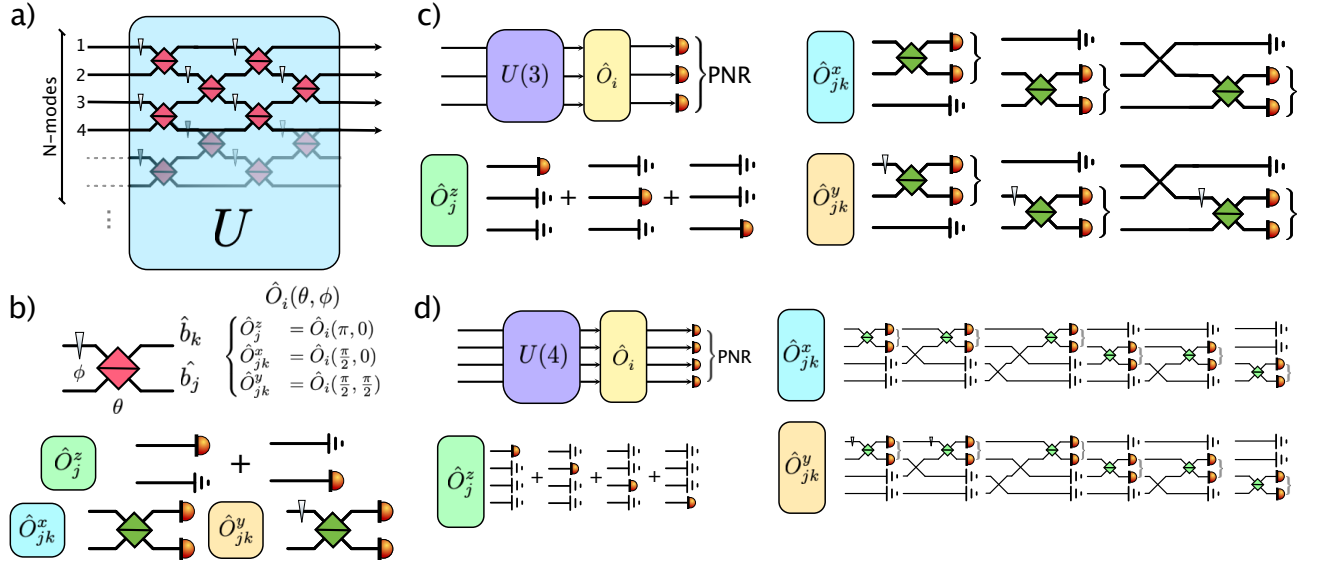 a)
1
2
3
4
N-modes
U
b)
Ô_i(θ, ϕ)
b̂_k
b̂_j
ϕ
θ
Ô^z_j = Ô_i(π, 0)
Ô^x_jk = Ô_i(π/2, 0)
Ô^y_jk = Ô_i(π/2, π/2)
Ô^z_j
+
Ô^x_jk
Ô^y_jk
c)
U(3)
Ô_i
PNR
Ô^z_j
+ +
Ô^x_jk
Ô^y_jk
d)
U(4)
Ô_i
PNR
Ô^z_j
+ + +
Ô^x_jk
Ô^y_jk